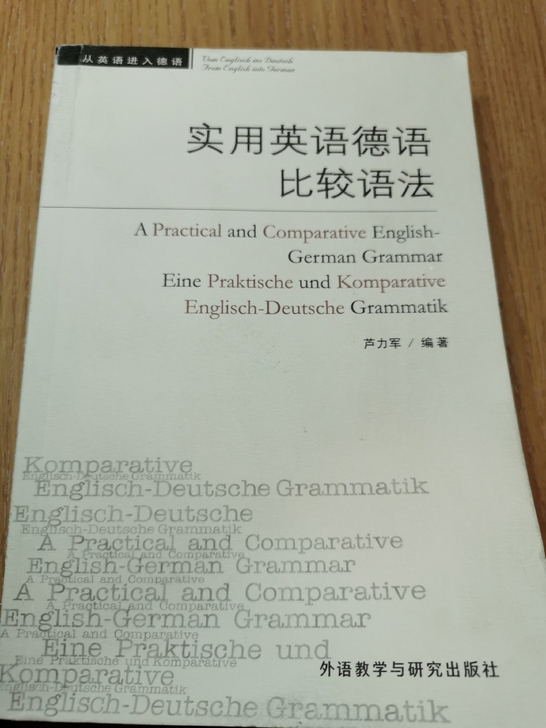 从英语进入德语
Vom Englisch ins Deutsch
From English into German
实用英语德语
比较语法
A Practical and Comparative English-
German Grammar
Eine Praktische und Komparative
Englisch-Deutsche Grammatik
芦力军 / 编著
Komparative
Englisch-Deutsche Grammatik
Englisch-Deutsche Grammatik
Englisch-Deutsche
Englisch-Deutsche Grammatik
A Practical and Comparative
A Practical and Comparative
English-German Grammar
A Practical and Comparative
A Practical and Comparative
A Practical and Comparative
English-German Grammar
A Practical and Comparative
Eine Praktische und
Eine Praktische und Komparative
Komparative
Englisch-Deutsche Grammatik
Englisch-Deutsche Grammatik
外语教学与研究出版社